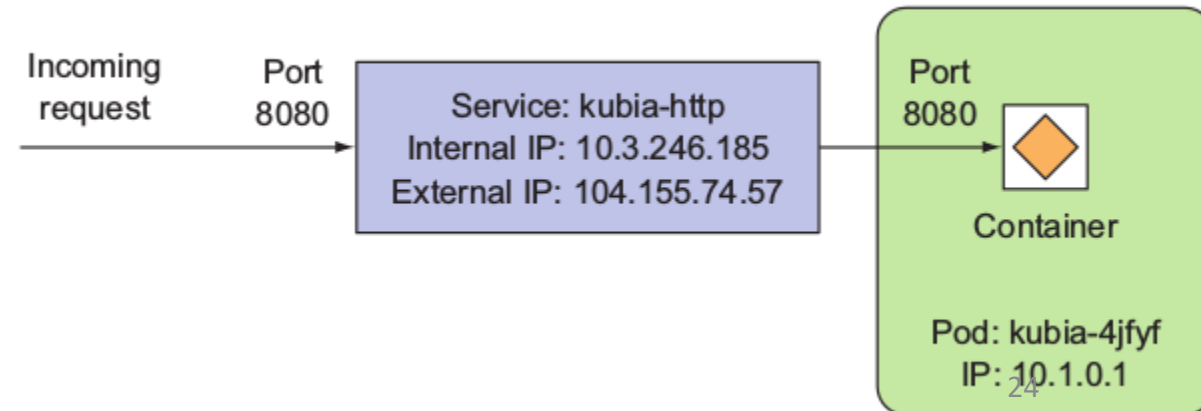 Incoming
request
Port
8080
Service: kubia-http
Internal IP: 10.3.246.185
External IP: 104.155.74.57
Port
8080
Container
Pod: kubia-4jfyf
IP: 10.1.0.1
24